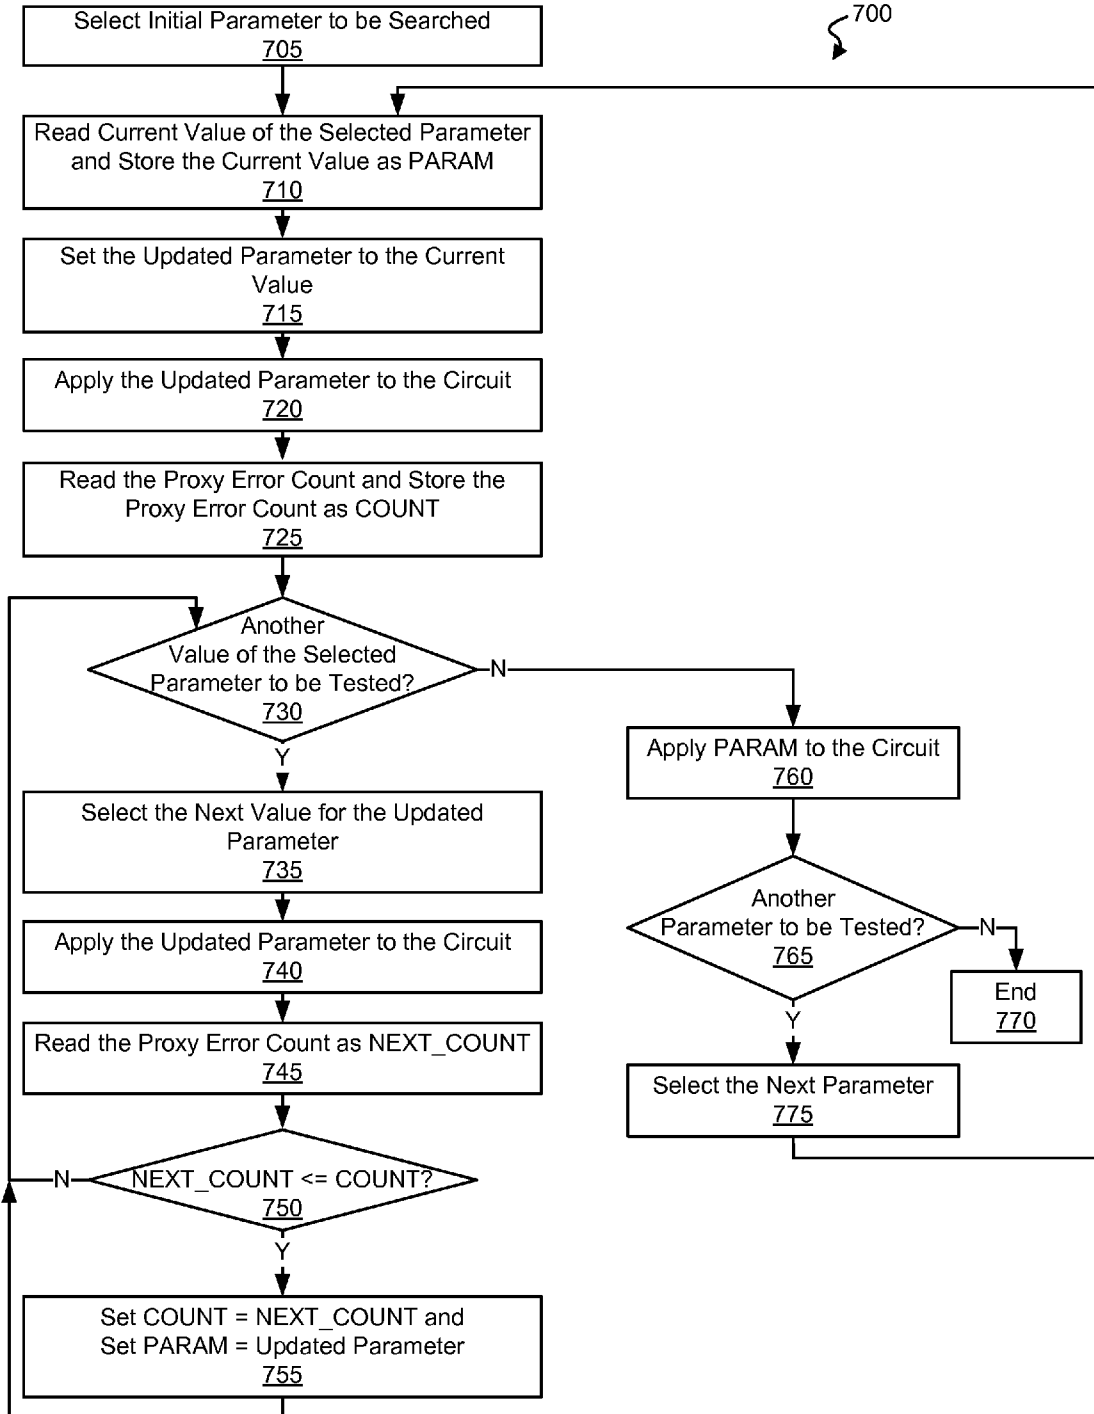 Select Initial Parameter to be Searched
705
700
Read Current Value of the Selected Parameter
and Store the Current Value as PARAM
710
Set the Updated Parameter to the Current
Value
715
Apply the Updated Parameter to the Circuit
720
Read the Proxy Error Count and Store the
Proxy Error Count as COUNT
725
Another
Value of the Selected
Parameter to be Tested?
730
N
Y
Select the Next Value for the Updated
Parameter
735
Apply the Updated Parameter to the Circuit
740
Read the Proxy Error Count as NEXT_COUNT
745
NEXT_COUNT <= COUNT?
750
N
Y
Set COUNT = NEXT_COUNT and
Set PARAM = Updated Parameter
755
Apply PARAM to the Circuit
760
Another
Parameter to be Tested?
765
N
Y
End
770
Select the Next Parameter
775